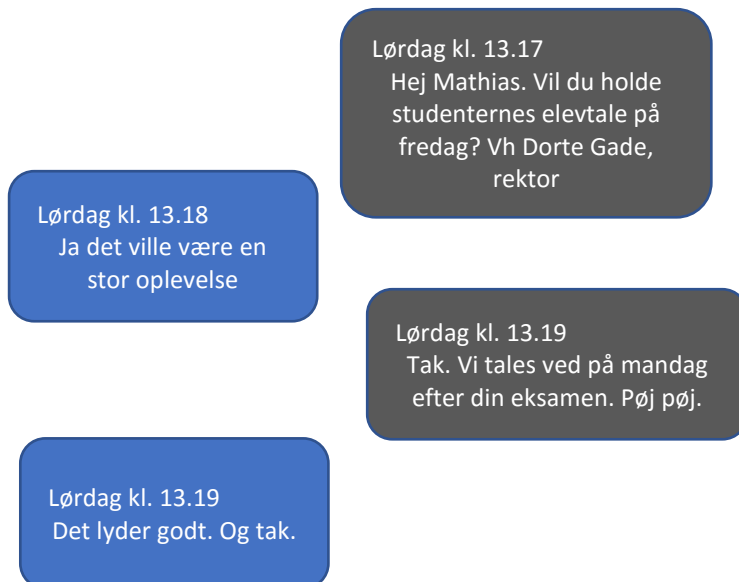 Lørdag kl. 13.17
Hej Mathias. Vil du holde
studenternes elevtale på
fredag? Vh Dorte Gade,
rektor
Lørdag kl. 13.18
Ja det ville være en
stor oplevelse
Lørdag kl. 13.19
Tak. Vi tales ved på mandag
efter din eksamen. Pøj pøj.
Lørdag kl. 13.19
Det lyder godt. Og tak.